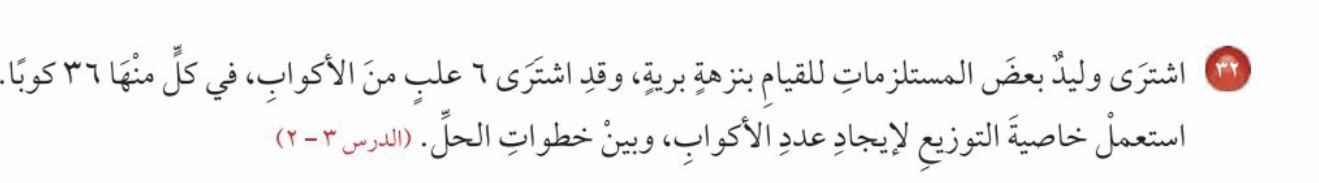 ٣٢ اشترَى وليدٌ بعضَ المستلزماتِ للقيامِ بنزهةٍ بريةٍ، وقدِ اشتَرَى ٦ علبٍ منَ الأكوابِ، في كلٍّ منْهَا ٣٦ كوبًا.
استعملْ خاصيةَ التوزيعِ لإيجادِ عددِ الأكوابِ، وبينْ خطواتِ الحلِّ. (الدرس ٣ – ٢)